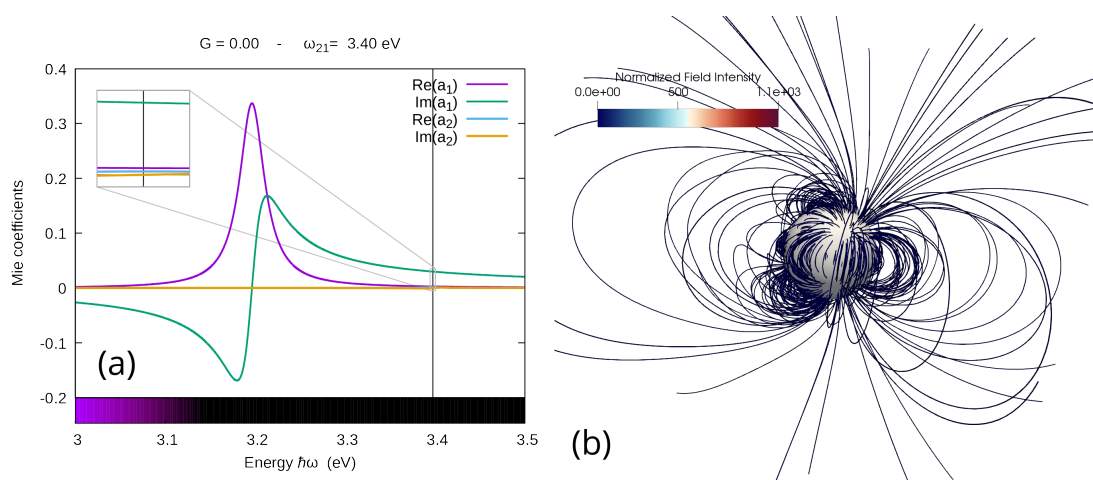 G = 0.00 - ω21= 3.40 eV
Mie coefficients
0.4
0.3
0.2
0.1
0
-0.1
-0.2
Re(a1)
Im(a1)
Re(a2)
Im(a2)
(a)
3 3.1 3.2 3.3 3.4 3.5
Energy ℏω (eV)
Normalized Field Intensity
0.0e+00 500 1.1e+03
(b)